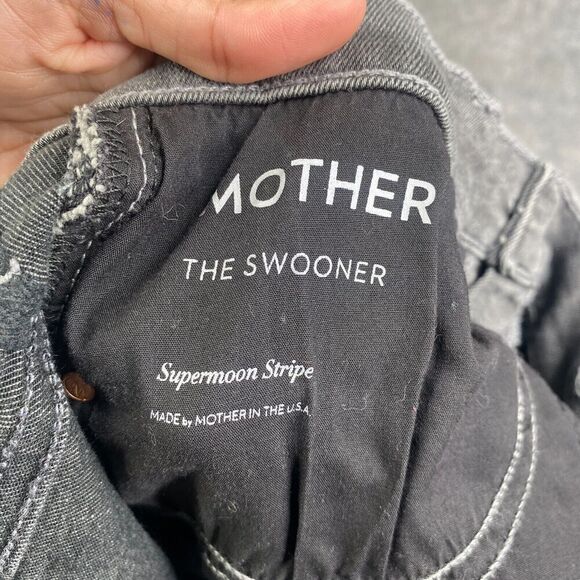 MOTHER
THE SWOONER
Supermoon Stripe
MADE by MOTHER IN THE U.S.A.